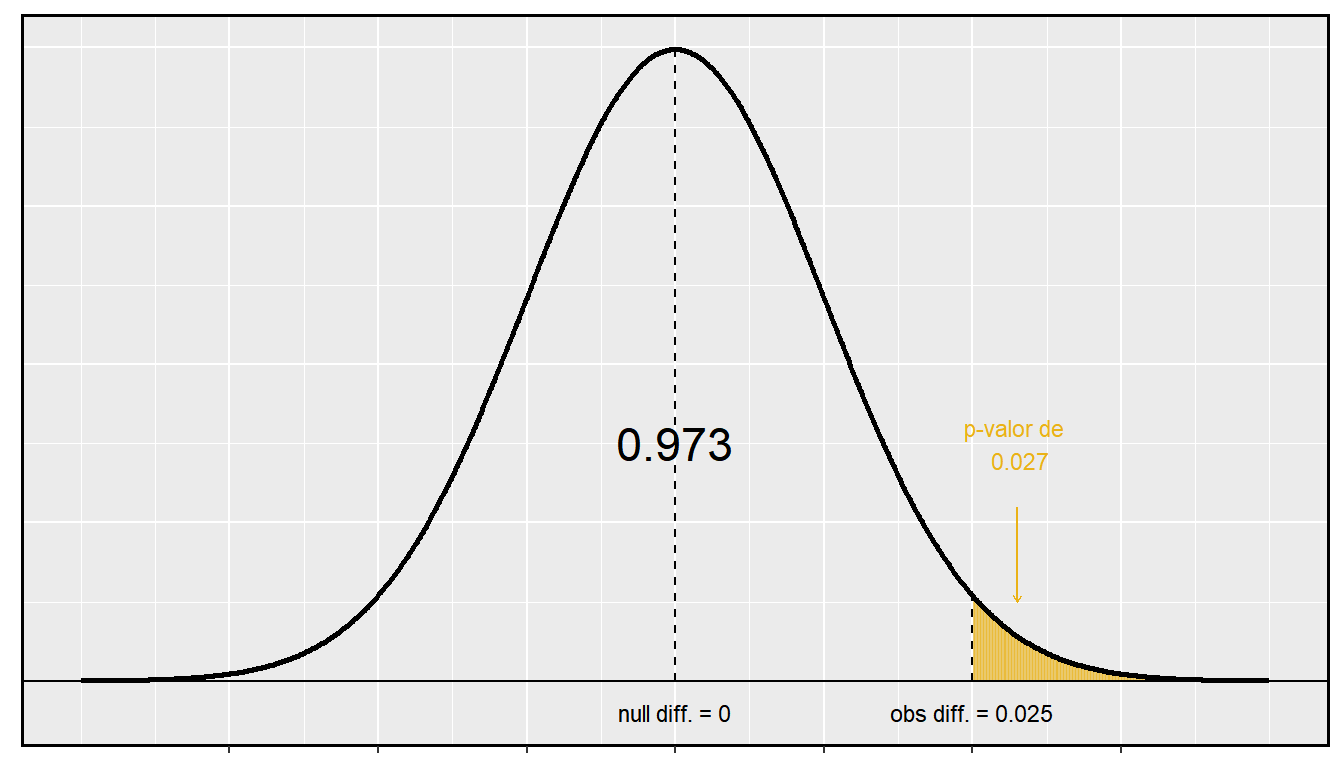 p-valor de
0.027
0.973
null diff. = 0
obs diff. = 0.025